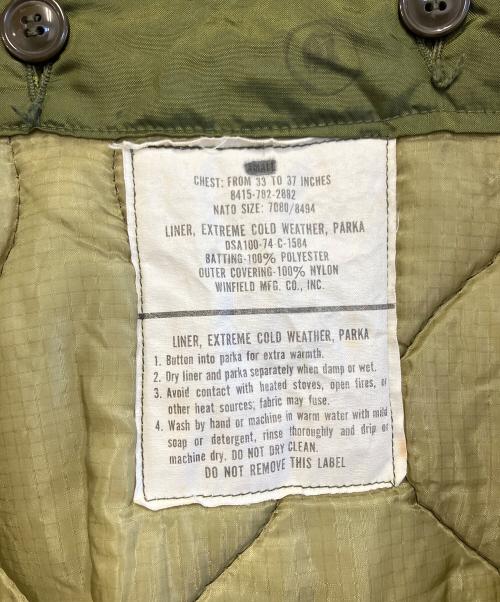 SMALL
CHEST: FROM 33 TO 37 INCHES
8415-782-2882
NATO SIZE: 7080/8494
LINER, EXTREME COLD WEATHER, PARKA
DSA100-74-C-1584
BATTING-100% POLYESTER
OUTER COVERING-100% NYLON
WINFIELD MFG. CO., INC.
LINER, EXTREME COLD WEATHER, PARKA
1. Button into parka for extra warmth.
2. Dry liner and parka separately when damp or wet.
3. Avoid contact with heated stoves, open fires, or
other heat sources; fabric may fuse.
4. Wash by hand or machine in warm water with mild
soap or detergent, rinse thoroughly and drip or
machine dry. DO NOT DRY CLEAN.
DO NOT REMOVE THIS LABEL